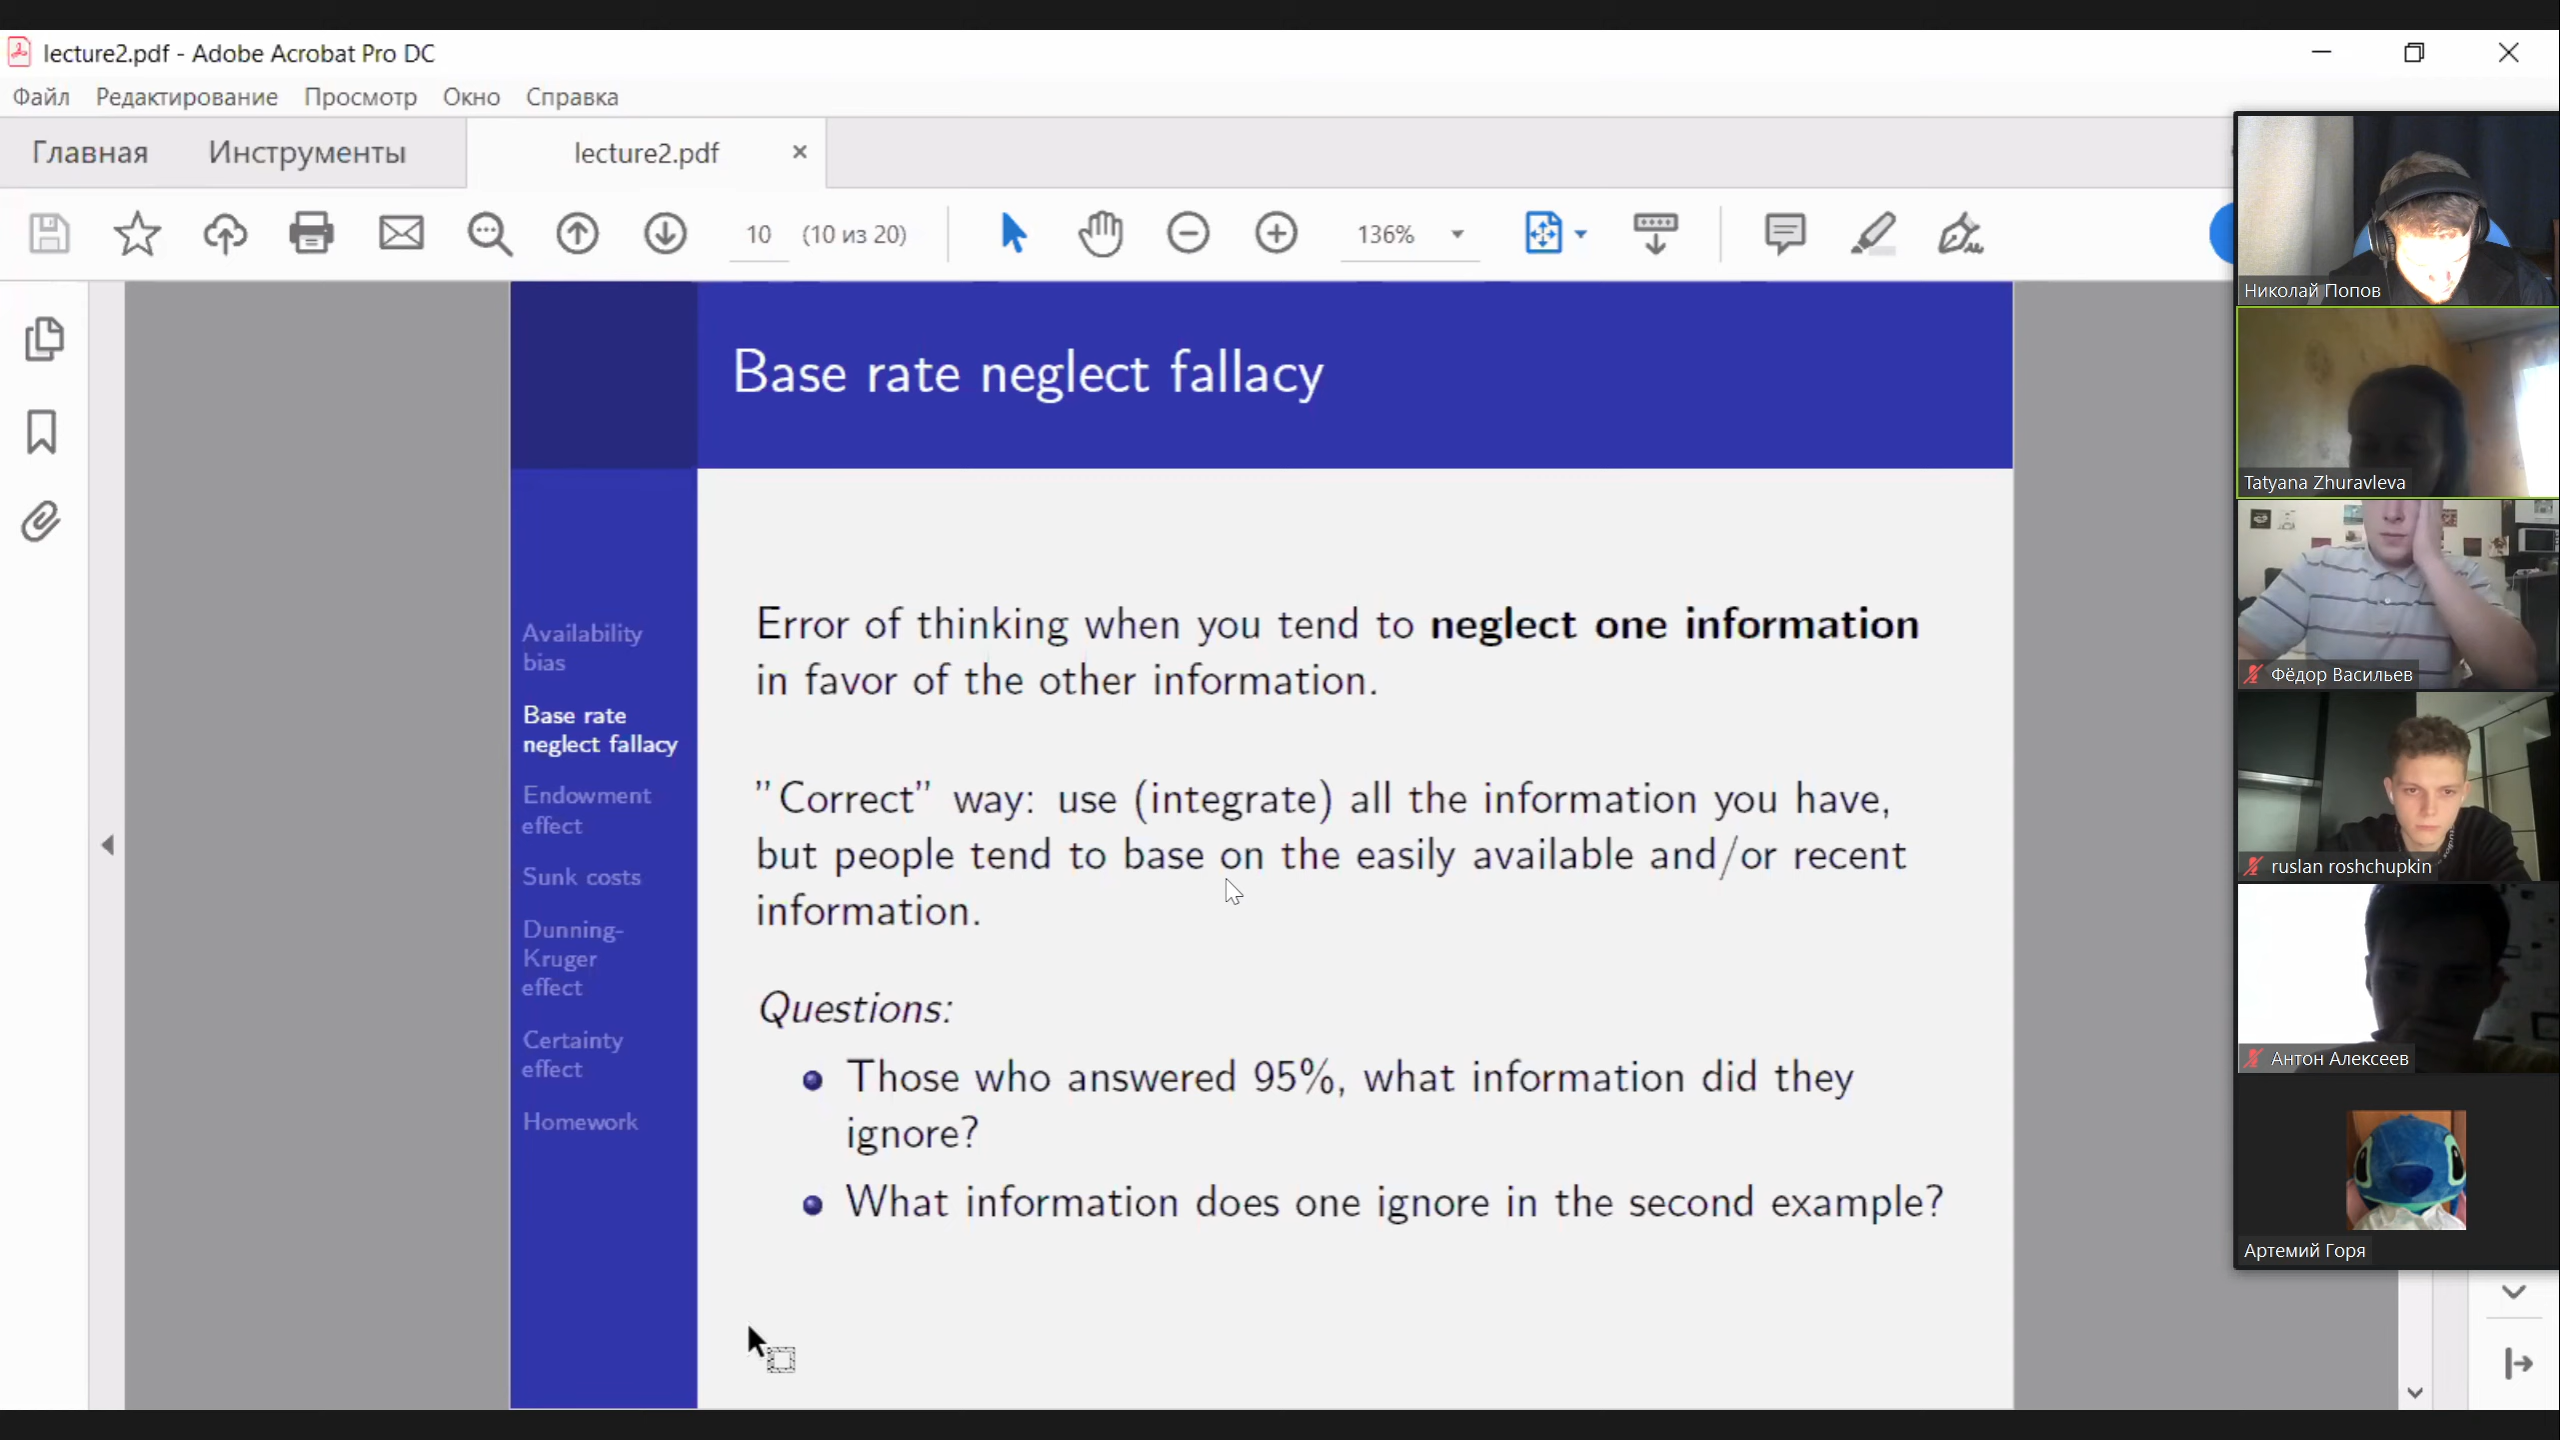 lecture2.pdf - Adobe Acrobat Pro DC
Файл Редактирование Просмотр Окно Справка
Главная Инструменты lecture2.pdf
10 (10 из 20) 136%
Base rate neglect fallacy
Availability
bias
Base rate
neglect fallacy
Endowment
effect
Sunk costs
Dunning-
Kruger
effect
Certainty
effect
Homework
Error of thinking when you tend to neglect one information
in favor of the other information.
"Correct" way: use (integrate) all the information you have,
but people tend to base on the easily available and/or recent
information.
Questions:
Those who answered 95%, what information did they
ignore?
What information does one ignore in the second example?
Николай Попов
Tatyana Zhuravleva
Фёдор Васильев
ruslan roshchupkin
Антон Алексеев
Артемий Горя